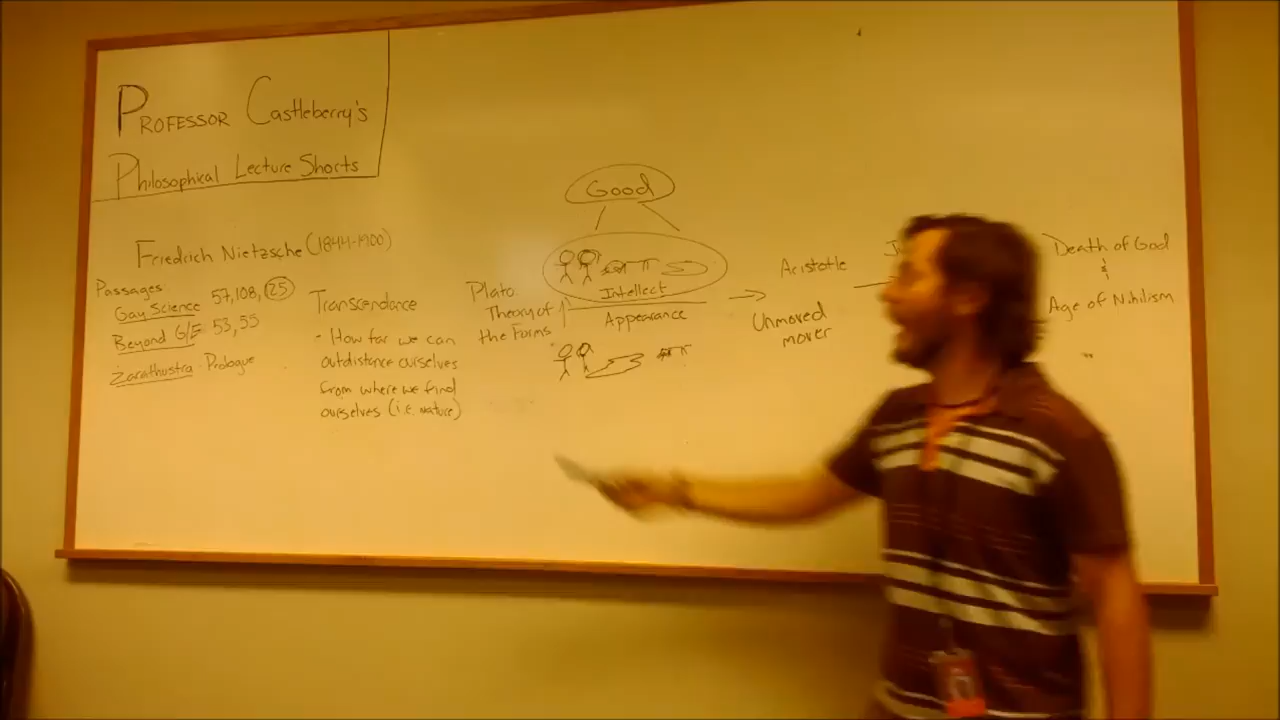 PROFESSOR Castleberry's
Philosophical Lecture Shorts
Friedrich Nietzsche (1844-1900)
Passages
Gay Science 57, 108, 125
Beyond G/E 53, 55
Zarathustra Prologue
Transcendance
- How far we can
outdistance ourselves
from where we find
ourselves (i.e. nature)
Plato
Theory of
the Forms
Good
Intellect
Appearance
Aristotle
Unmoved
mover
Death of God
&
Age of Nihilism